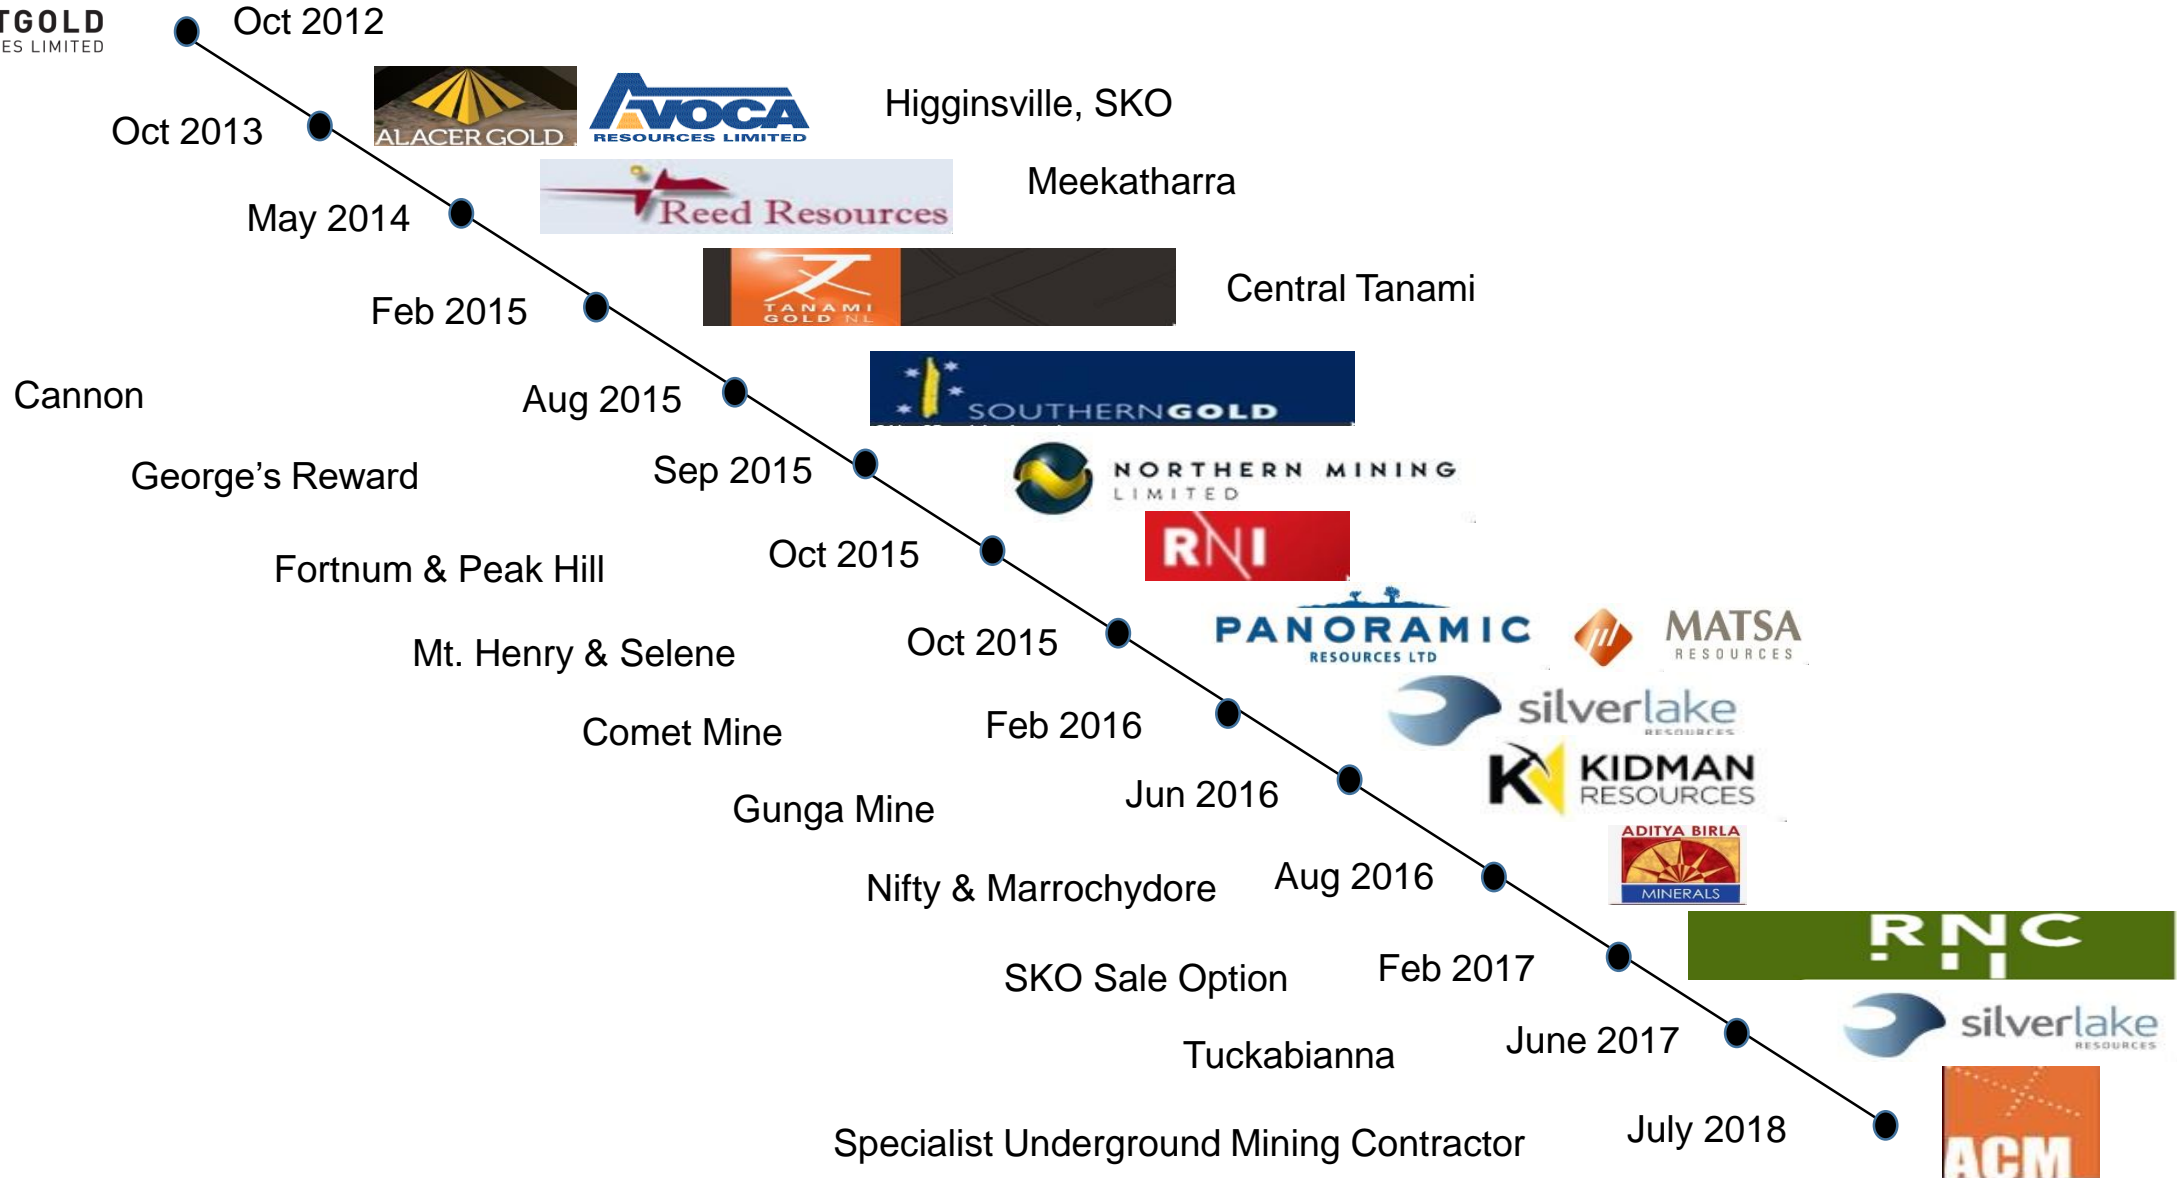 TGOLD
ES LIMITED
Oct 2012
Oct 2013
ALACER GOLD
AVOCA
RESOURCES LIMITED
Higginsville, SKO
May 2014
Reed Resources
Meekatharra
Feb 2015
TANAMI
GOLD NL
Central Tanami
Cannon
Aug 2015
SOUTHERNGOLD
George’s Reward
Sep 2015
NORTHERN MINING
LIMITED
Fortnum & Peak Hill
Oct 2015
RNI
Mt. Henry & Selene
Oct 2015
PANORAMIC
RESOURCES LTD
MATSA
RESOURCES
Comet Mine
Feb 2016
silverlake
RESOURCES
Gunga Mine
Jun 2016
KIDMAN
RESOURCES
Nifty & Marrochydore
Aug 2016
ADITYA BIRLA
MINERALS
SKO Sale Option
Feb 2017
RNC
Tuckabianna
June 2017
silverlake
RESOURCES
Specialist Underground Mining Contractor
July 2018
ACM